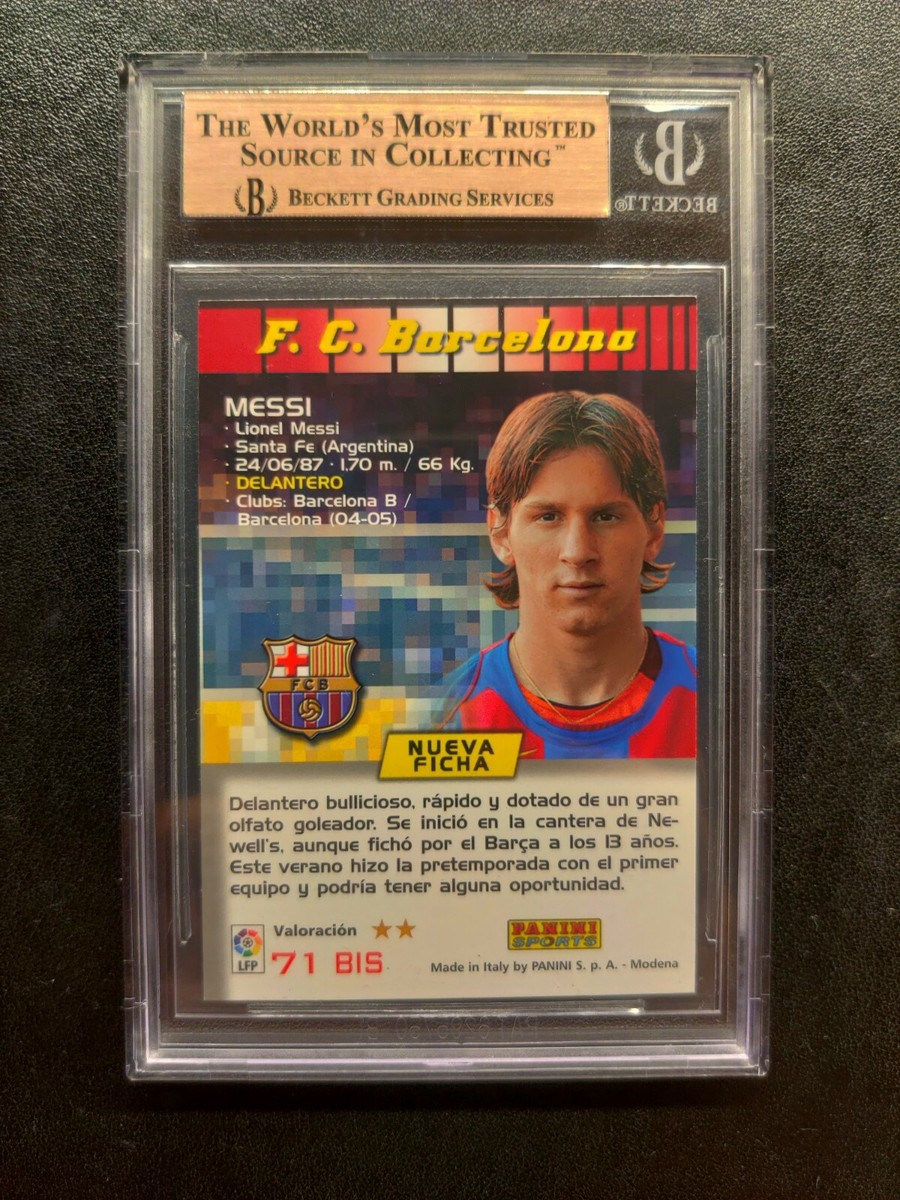 THE WORLD'S MOST TRUSTED
SOURCE IN COLLECTING™
B BECKETT GRADING SERVICES
B
BECKETT®
F. C. Barcelona
MESSI
· Lionel Messi
· Santa Fe (Argentina)
· 24/06/87 · 1.70 m. / 66 Kg.
· DELANTERO
· Clubs: Barcelona B /
Barcelona (04-05)
FCB
NUEVA
FICHA
Delantero bullicioso, rápido y dotado de un gran
olfato goleador. Se inició en la cantera de Ne-
well's, aunque fichó por el Barça a los 13 años.
Este verano hizo la pretemporada con el primer
equipo y podría tener alguna oportunidad.
Valoración
LFP
71 BIS
PANINI
SPORTS
Made in Italy by PANINI S. p. A. - Modena